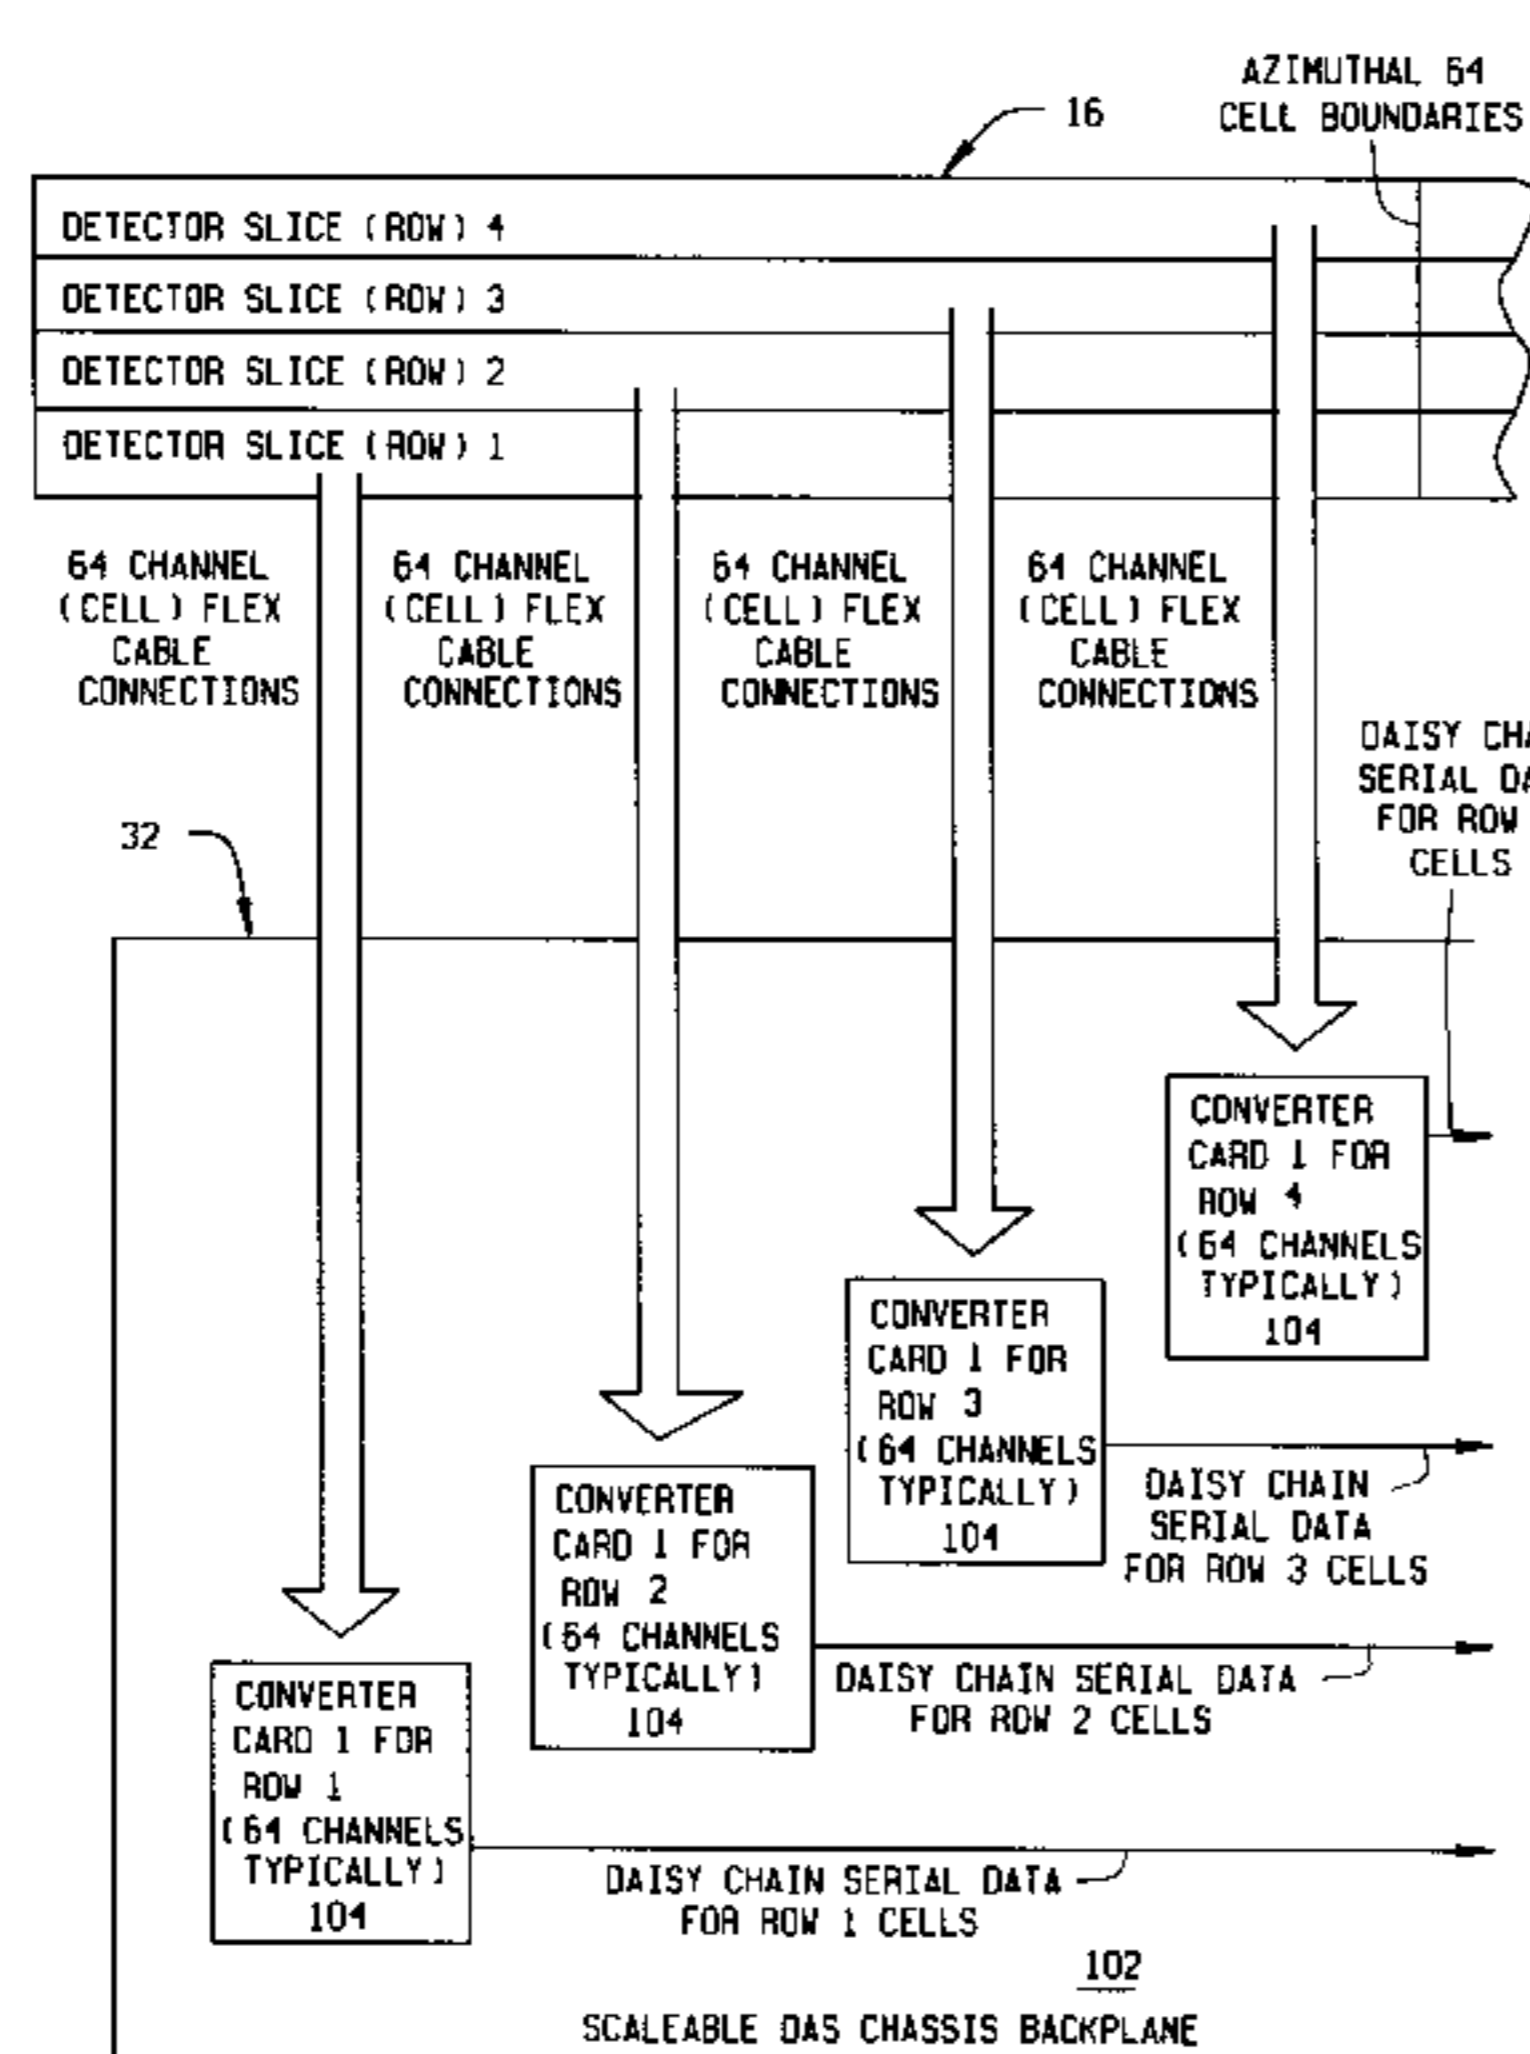 AZIMUTHAL 64
CELL BOUNDARIES
16
DETECTOR SLICE (ROW) 4
DETECTOR SLICE (ROW) 3
DETECTOR SLICE (ROW) 2
DETECTOR SLICE (ROW) 1
64 CHANNEL
(CELL) FLEX
CABLE
CONNECTIONS
64 CHANNEL
(CELL) FLEX
CABLE
CONNECTIONS
64 CHANNEL
(CELL) FLEX
CABLE
CONNECTIONS
64 CHANNEL
(CELL) FLEX
CABLE
CONNECTIONS
DAISY
SERIAL
FOR ROW
CELLS
32
CONVERTER
CARD 1 FOR
ROW 4
(64 CHANNELS
TYPICALLY)
104
CONVERTER
CARD 1 FOR
ROW 3
(64 CHANNELS
TYPICALLY)
104
DAISY CHAIN
SERIAL DATA
FOR ROW 3 CELLS
CONVERTER
CARD 1 FOR
ROW 2
(64 CHANNELS
TYPICALLY)
104
DAISY CHAIN SERIAL DATA
FOR ROW 2 CELLS
CONVERTER
CARD 1 FOR
ROW 1
(64 CHANNELS
TYPICALLY)
104
DAISY CHAIN SERIAL DATA
FOR ROW 1 CELLS
102
SCALEABLE DAS CHASSIS BACKPLANE